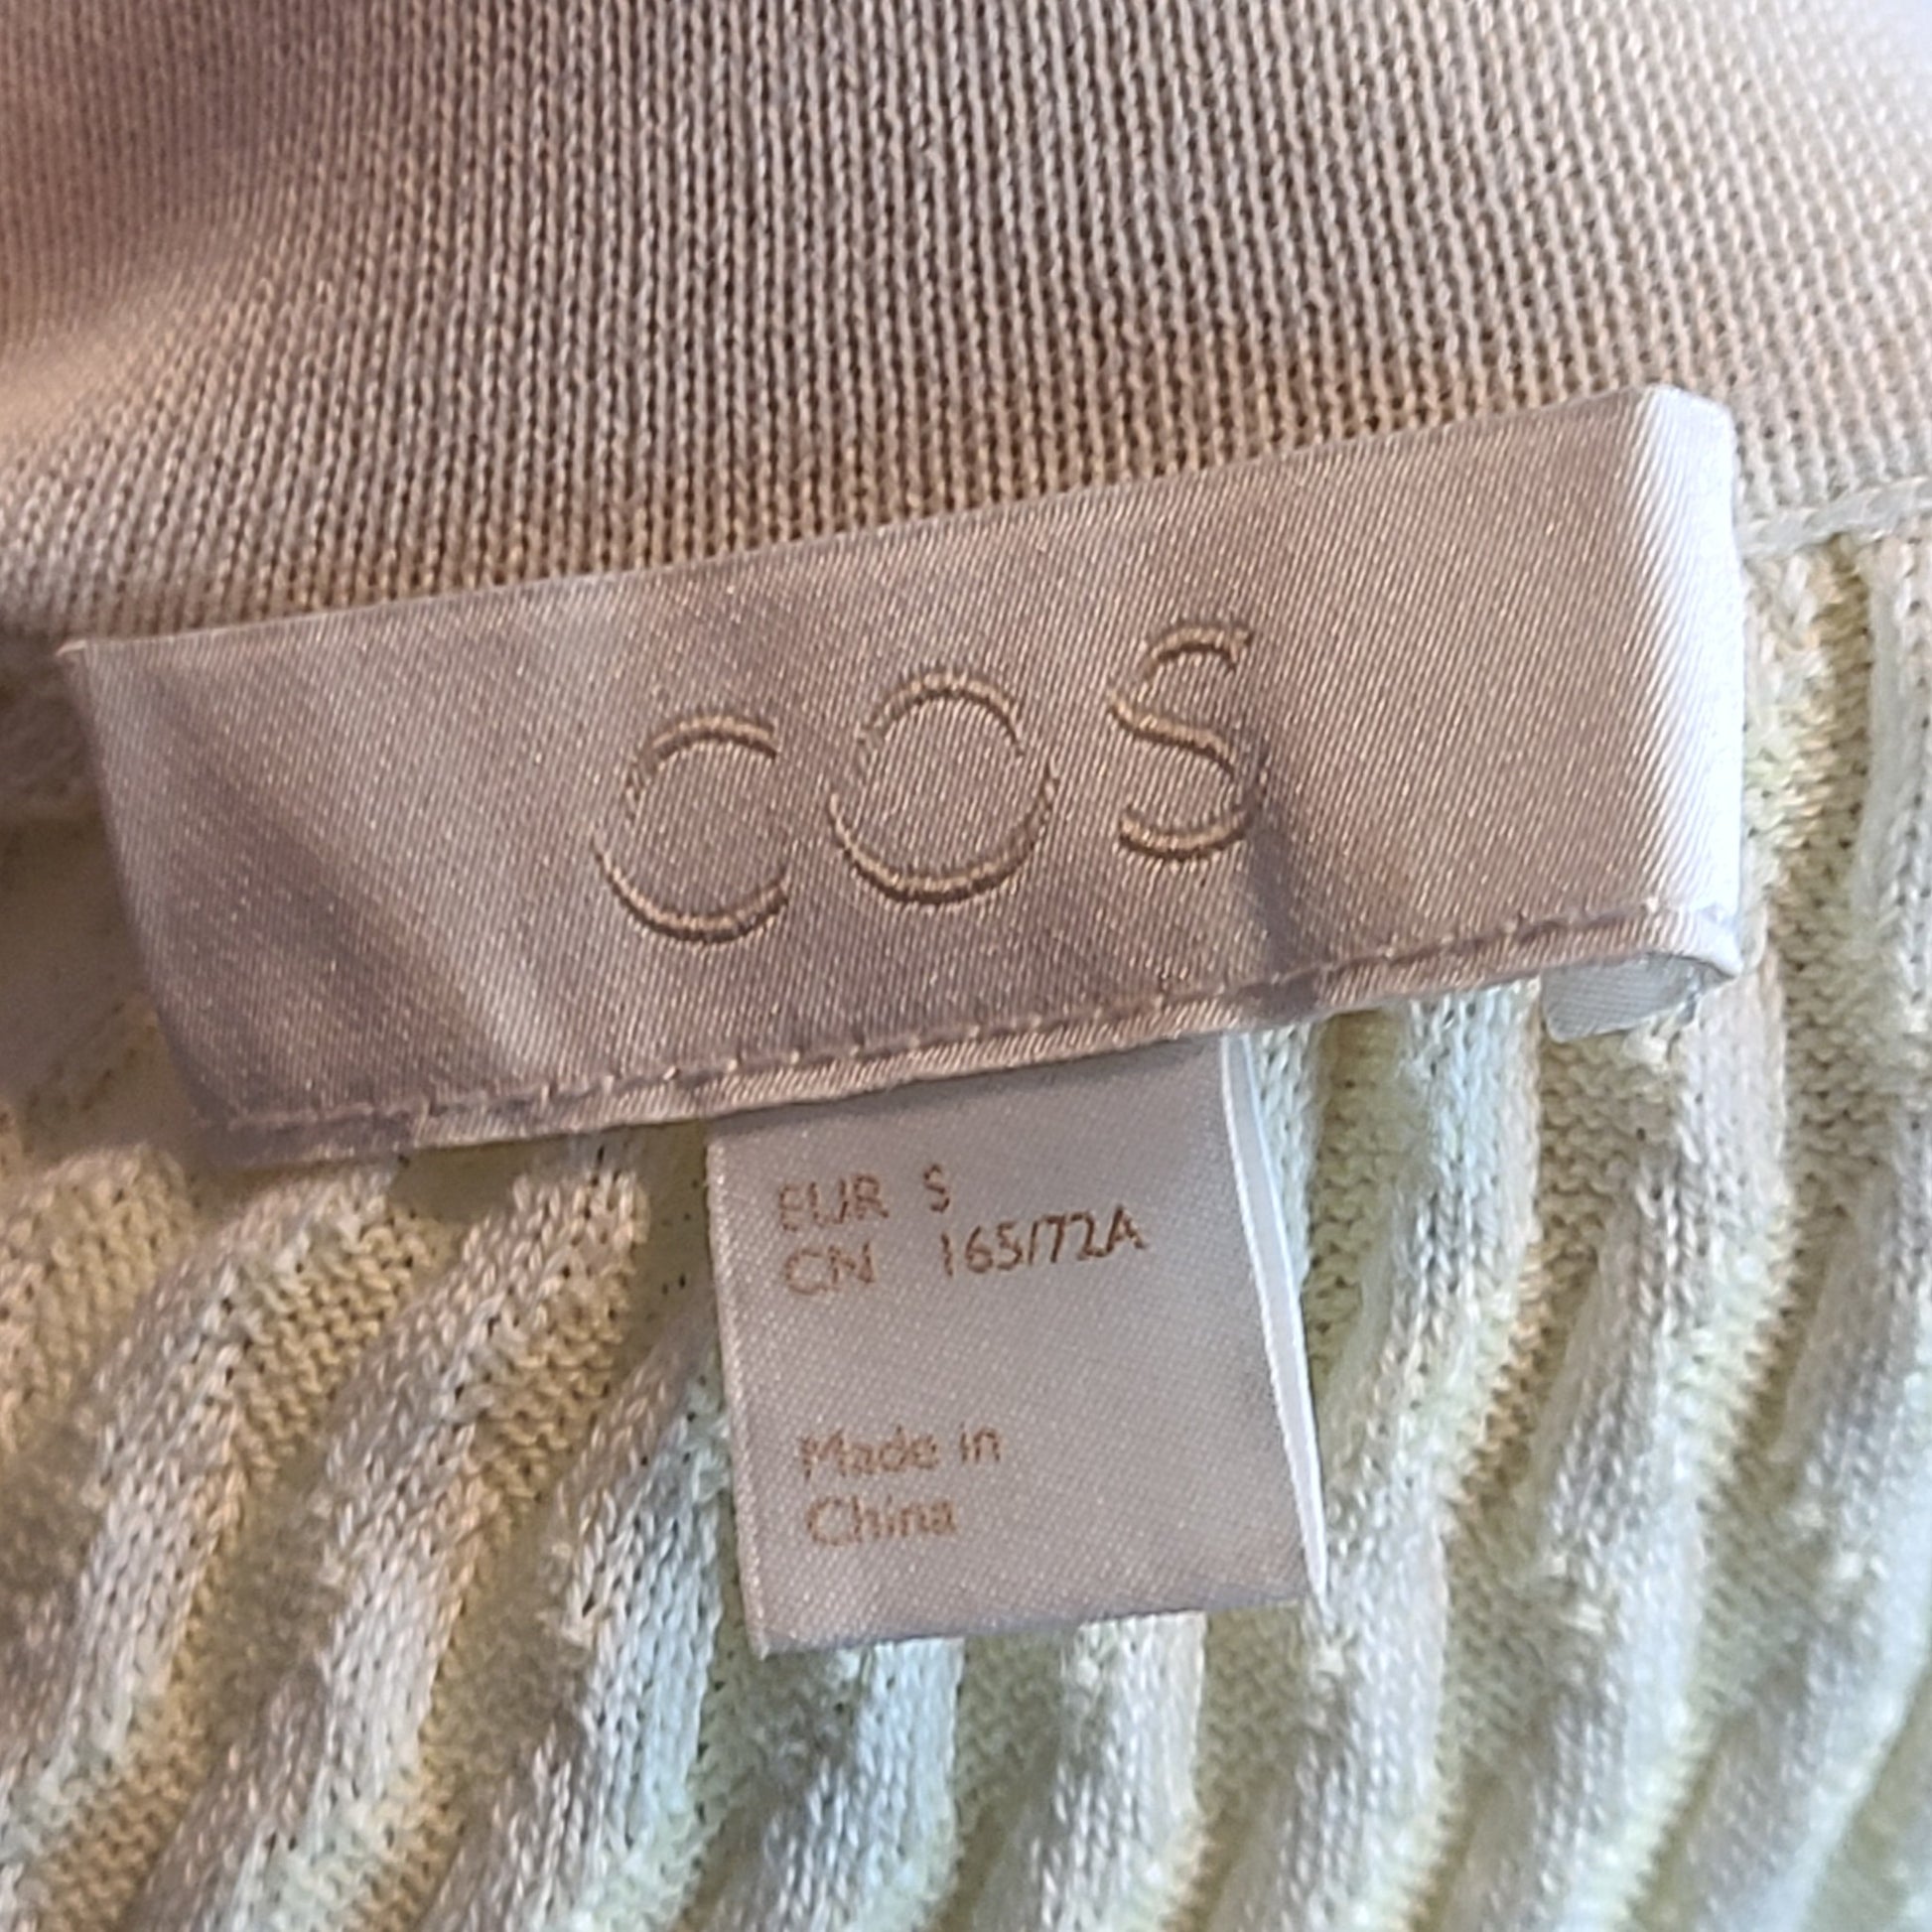 COS
EUR S
CN 165/72A
Made in
China